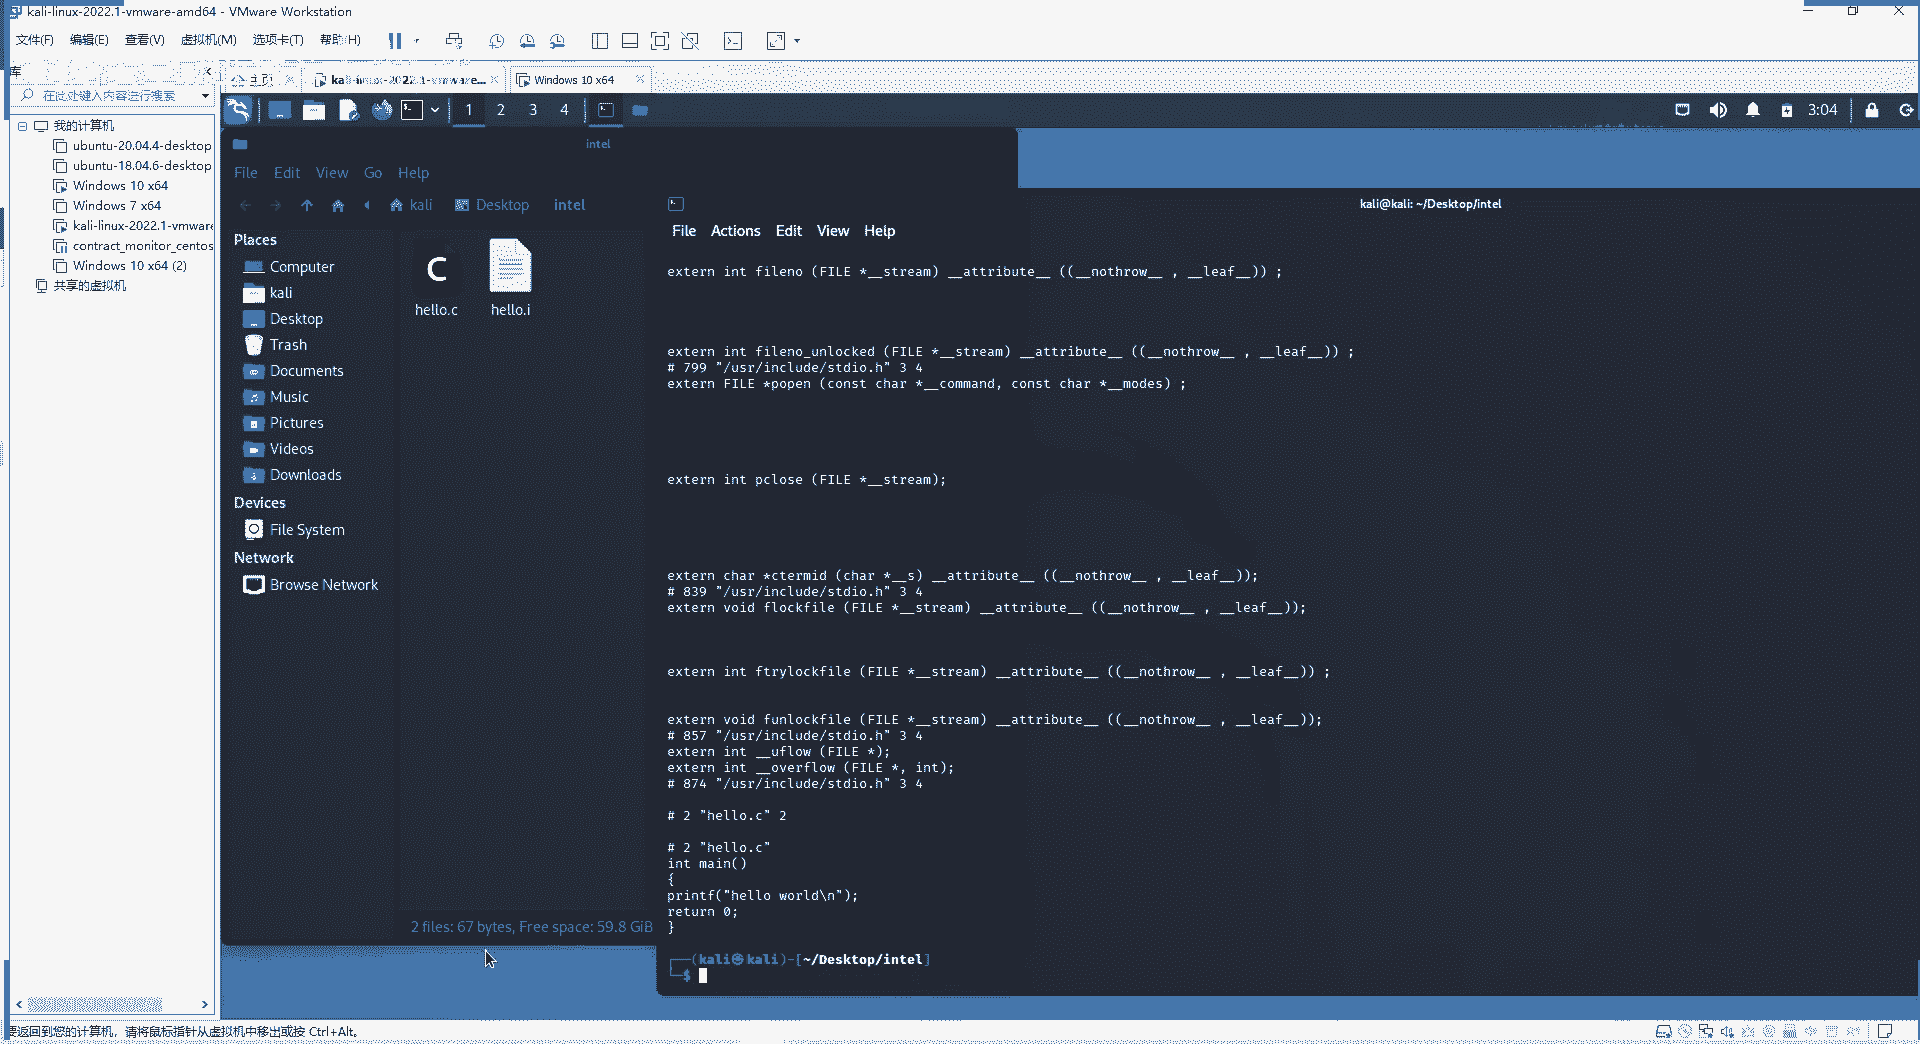 kali-linux-2022.1-vmware-amd64 - VMware Workstation
文件(F) 编辑(E) 查看(V) 虚拟机(M) 选项卡(T) 帮助(H)
库
主页 kali-linux-2022.1-vmware... Windows 10 x64
在此处键入内容进行搜索
1 2 3 4
3:04
我的计算机
ubuntu-20.04.4-desktop
ubuntu-18.04.6-desktop
Windows 10 x64
Windows 7 x64
kali-linux-2022.1-vmware
contract_monitor_centos
Windows 10 x64 (2)
共享的虚拟机
intel
File Edit View Go Help
kali Desktop intel
Places
Computer
kali
Desktop
Trash
Documents
Music
Pictures
Videos
Downloads
Devices
File System
Network
Browse Network
C
hello.c hello.i
2 files: 67 bytes, Free space: 59.8 GiB
kali@kali: ~/Desktop/intel
File Actions Edit View Help
extern int fileno (FILE *__stream) __attribute__ ((__nothrow__ , __leaf__)) ;
extern int fileno_unlocked (FILE *__stream) __attribute__ ((__nothrow__ , __leaf__)) ;
# 799 "/usr/include/stdio.h" 3 4
extern FILE *popen (const char *__command, const char *__modes) ;
extern int pclose (FILE *__stream);
extern char *ctermid (char *__s) __attribute__ ((__nothrow__ , __leaf__));
# 839 "/usr/include/stdio.h" 3 4
extern void flockfile (FILE *__stream) __attribute__ ((__nothrow__ , __leaf__));
extern int ftrylockfile (FILE *__stream) __attribute__ ((__nothrow__ , __leaf__)) ;
extern void funlockfile (FILE *__stream) __attribute__ ((__nothrow__ , __leaf__));
# 857 "/usr/include/stdio.h" 3 4
extern int __uflow (FILE *);
extern int __overflow (FILE *, int);
# 874 "/usr/include/stdio.h" 3 4
# 2 "hello.c" 2
# 2 "hello.c"
int main()
{
printf("hello world\n");
return 0;
}
┌──(kali㉿kali)-[~/Desktop/intel]
└─$
要返回到您的计算机，请将鼠标指针从虚拟机中移出或按 Ctrl+Alt。